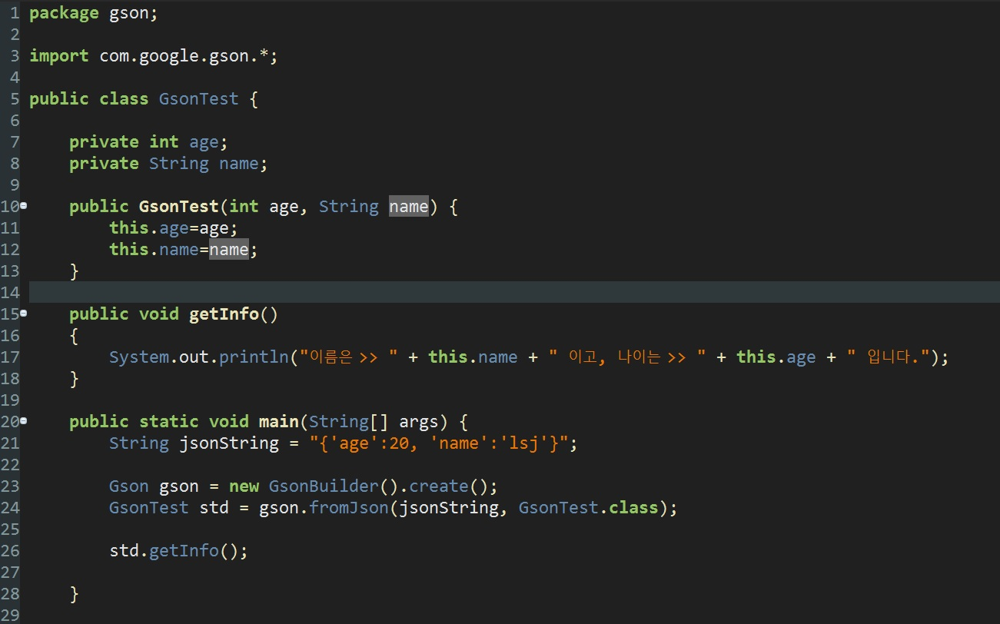 1 package gson;
2
3 import com.google.gson.*;
4
5 public class GsonTest {
6
7     private int age;
8     private String name;
9
10     public GsonTest(int age, String name) {
11         this.age=age;
12         this.name=name;
13     }
14
15     public void getInfo()
16     {
17         System.out.println("이름은 >> " + this.name + " 이고, 나이는 >> " + this.age + " 입니다.");
18     }
19
20     public static void main(String[] args) {
21         String jsonString = "{'age':20, 'name':'lsj'}";
22
23         Gson gson = new GsonBuilder().create();
24         GsonTest std = gson.fromJson(jsonString, GsonTest.class);
25
26         std.getInfo();
27
28     }
29